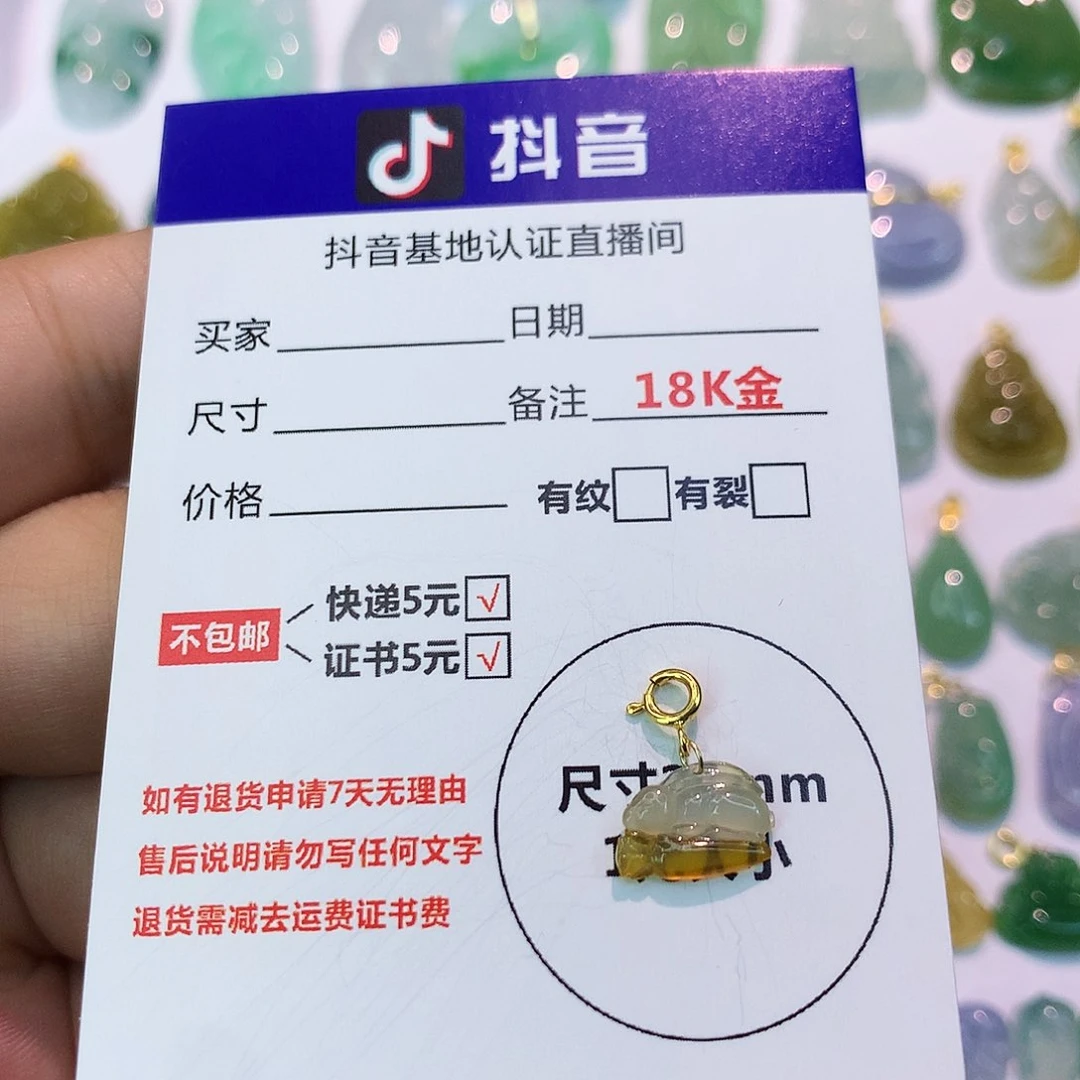 抖音
抖音基地认证直播间
买家 日期
尺寸 备注 18K金
价格 有纹 有裂
不包邮
快递5元 √
证书5元 √
如有退货申请7天无理由
售后说明请勿写任何文字
退货需减去运费证书费
尺寸 mm